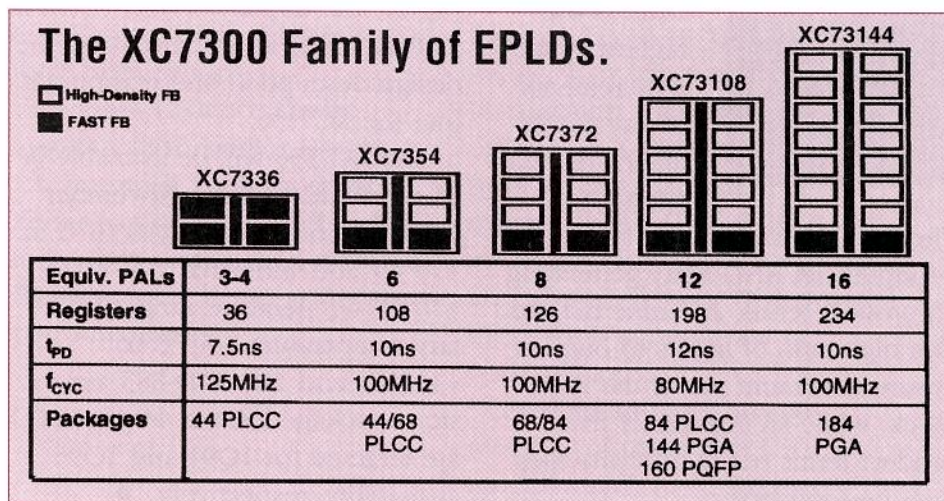 The XC7300 Family of EPLDs.
High-Density FB
FAST FB
XC7336
XC7354
XC7372
XC73108
XC73144
Equiv. PALs 3-4 6 8 12 16
Registers 36 108 126 198 234
tPD 7.5ns 10ns 10ns 12ns 10ns
fCYC 125MHz 100MHz 100MHz 80MHz 100MHz
Packages 44 PLCC 44/68 68/84 84 PLCC 184
PLCC PLCC 144 PGA PGA
160 PQFP